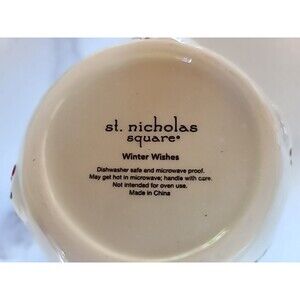 st. nicholas
square®
Winter Wishes
Dishwasher safe and microwave proof.
May get hot in microwave; handle with care.
Not intended for oven use.
Made in China